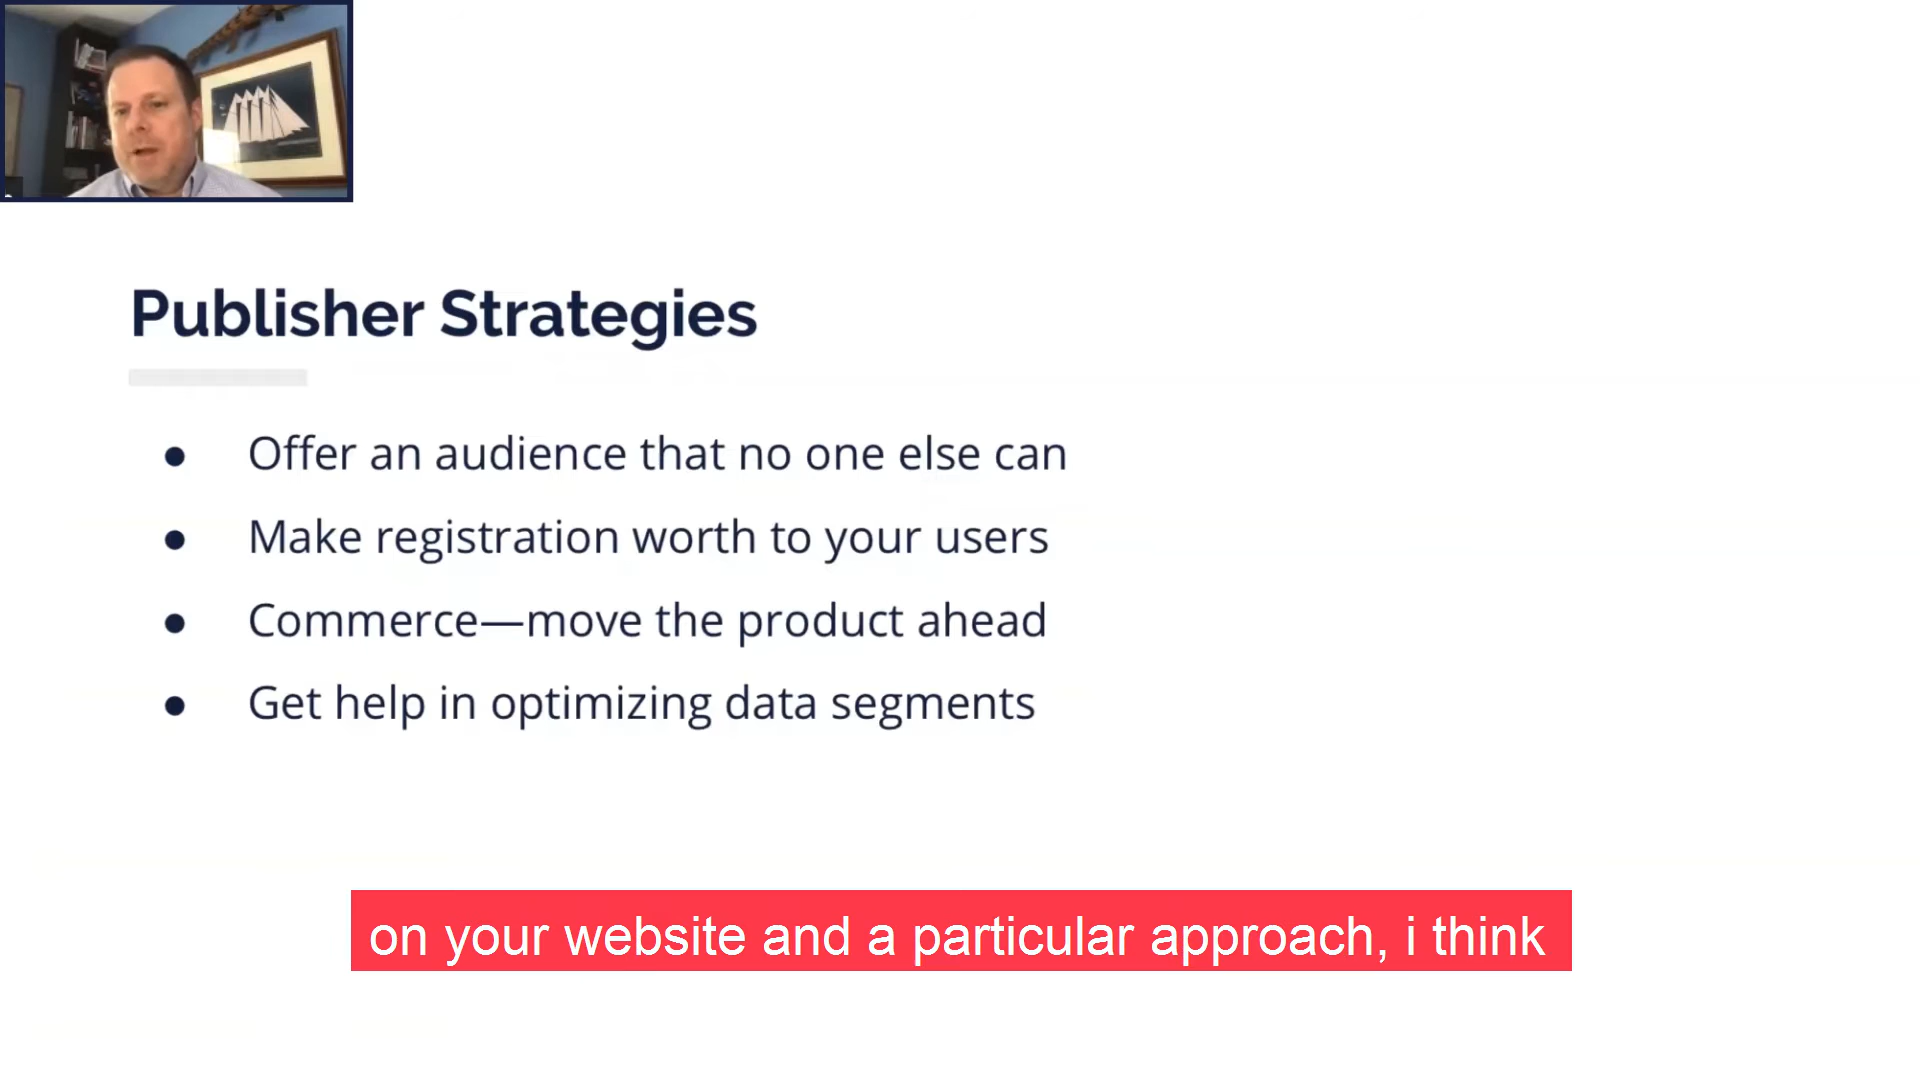 Publisher Strategies
● Offer an audience that no one else can
● Make registration worth to your users
● Commerce—move the product ahead
● Get help in optimizing data segments
on your website and a particular approach, i think